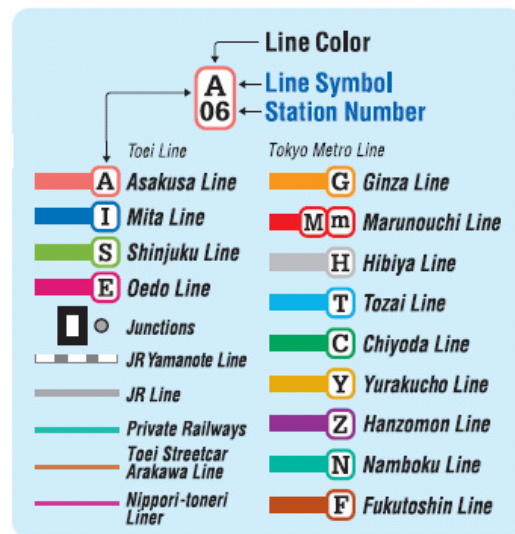 Line Color
A
06
Line Symbol
Station Number
Toei Line
A Asakusa Line
I Mita Line
S Shinjuku Line
E Oedo Line
Junctions
JR Yamanote Line
JR Line
Private Railways
Toei Streetcar
Arakawa Line
Nippori-toneri
Liner
Tokyo Metro Line
G Ginza Line
M m Marunouchi Line
H Hibiya Line
T Tozai Line
C Chiyoda Line
Y Yurakucho Line
Z Hanzomon Line
N Namboku Line
F Fukutoshin Line